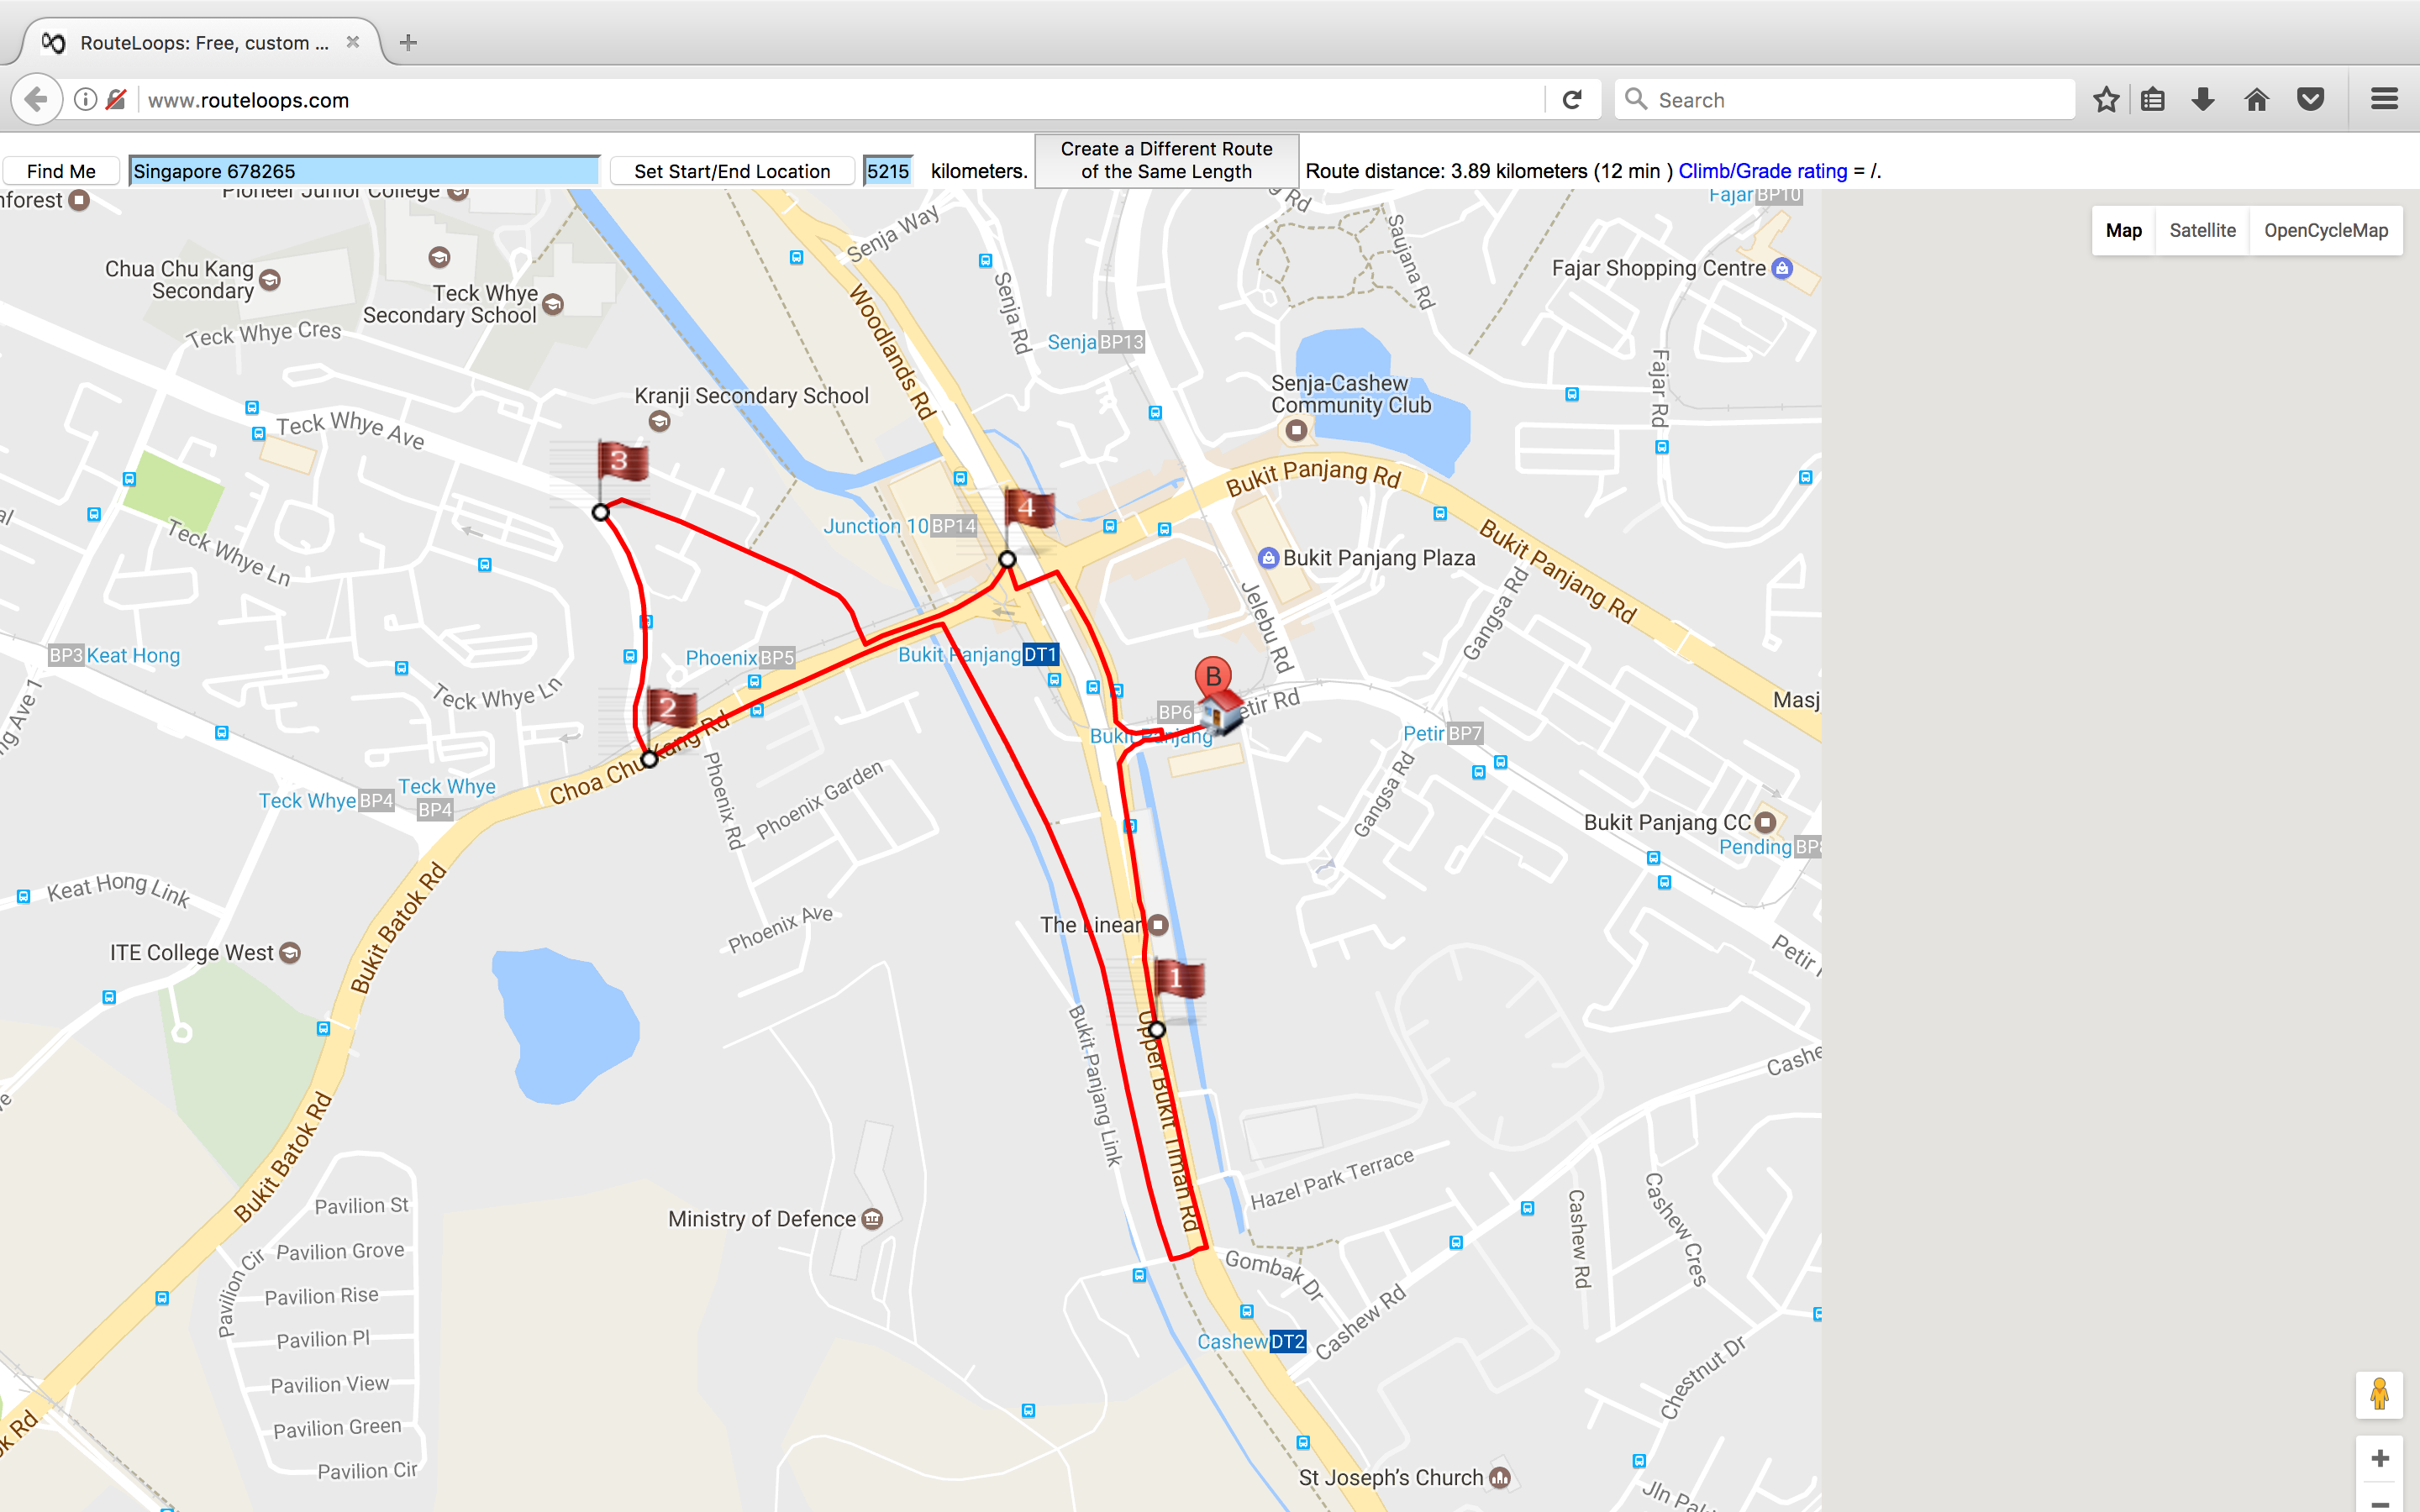 RouteLoops: Free, custom ...
www.routeloops.com
Search
Find Me
Singapore 678265
Set Start/End Location
5215
kilometers.
Create a Different Route
of the Same Length
Route distance: 3.89 kilometers (12 min ) Climb/Grade rating = /.
Map
Satellite
OpenCycleMap
Pioneer Junior College
Senja Way
Saujana Rd
Fajar BP10
Chua Chu Kang
Secondary
Teck Whye
Secondary School
Fajar Shopping Centre
Teck Whye Cres
Woodlands Rd
Senja Rd
Senja BP13
Fajar Rd
Kranji Secondary School
Senja-Cashew
Community Club
Teck Whye Ave
3
4
Bukit Panjang Rd
Junction 10 BP14
Teck Whye Ln
Bukit Panjang Plaza
Bukit Panjang Rd
Jelebu Rd
Gangsa Rd
BP3 Keat Hong
Phoenix BP5
Bukit Panjang DT1
Teck Whye Ln
2
B
BP6
Bukit Panjang
Petir BP7
Choa Chu Kang Rd
Phoenix Rd
Phoenix Garden
Gangsa Rd
Teck Whye BP4
Teck Whye
BP4
Bukit Panjang CC
Pending
Keat Hong Link
Bukit Batok Rd
Phoenix Ave
The Linear
ITE College West
1
Bukit Panjang Link
Upper Bukit Timah Rd
Bukit Batok Rd
Hazel Park Terrace
Cashew Rd
Cashew Cres
Pavilion St
Ministry of Defence
Pavilion Cir
Pavilion Grove
Gombak Dr
Pavilion Rise
Cashew Rd
Pavilion Pl
Cashew DT2
Chestnut Dr
Pavilion View
Pavilion Green
Pavilion Cir
St Joseph's Church